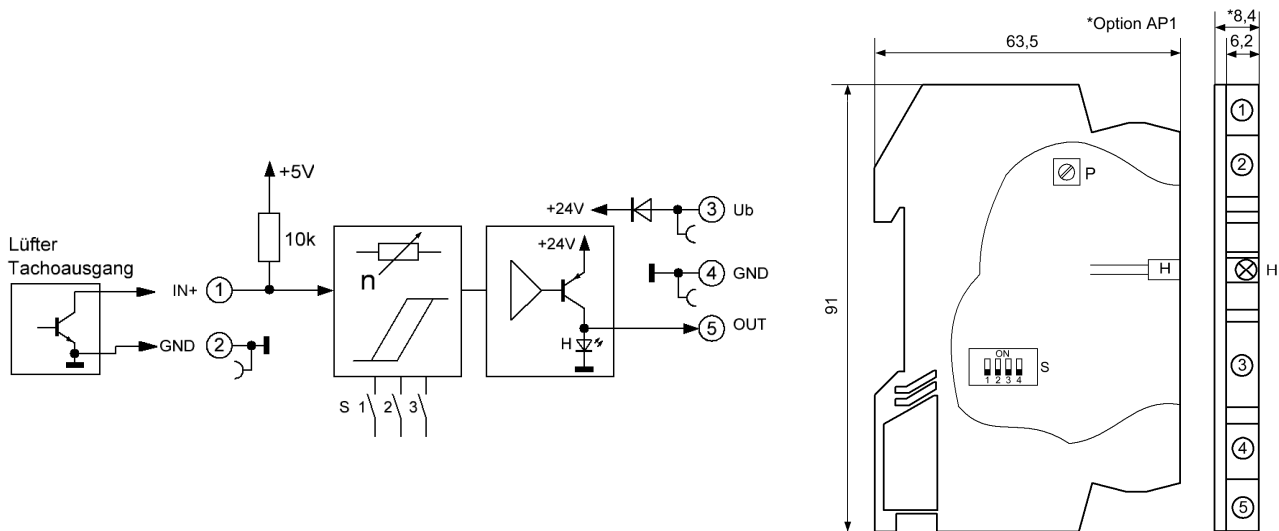 Lüfter
Tachoausgang
IN+ 1
GND 2
+5V
10k
n
S 1 2 3
+24V
+24V
H
3 Ub
4 GND
5 OUT
*Option AP1
63,5
91
P
H
ON
1 2 3 4
S
*8,4
6,2
1
2
H
3
4
5